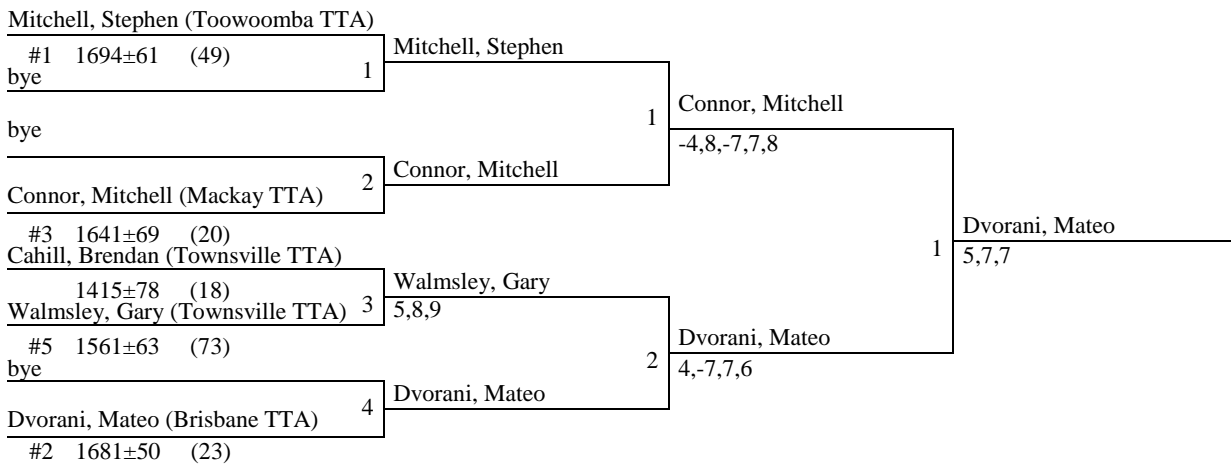 Mitchell, Stephen (Toowoomba TTA)
#1 1694±61 (49)
bye
1
Mitchell, Stephen
bye
Connor, Mitchell (Mackay TTA)
2
Connor, Mitchell
#3 1641±69 (20)
1
Connor, Mitchell
-4,8,-7,7,8
Cahill, Brendan (Townsville TTA)
1415±78 (18)
Walmsley, Gary (Townsville TTA)
3
Walmsley, Gary
5,8,9
#5 1561±63 (73)
bye
Dvorani, Mateo (Brisbane TTA)
4
Dvorani, Mateo
#2 1681±50 (23)
2
Dvorani, Mateo
4,-7,7,6
1
Dvorani, Mateo
5,7,7